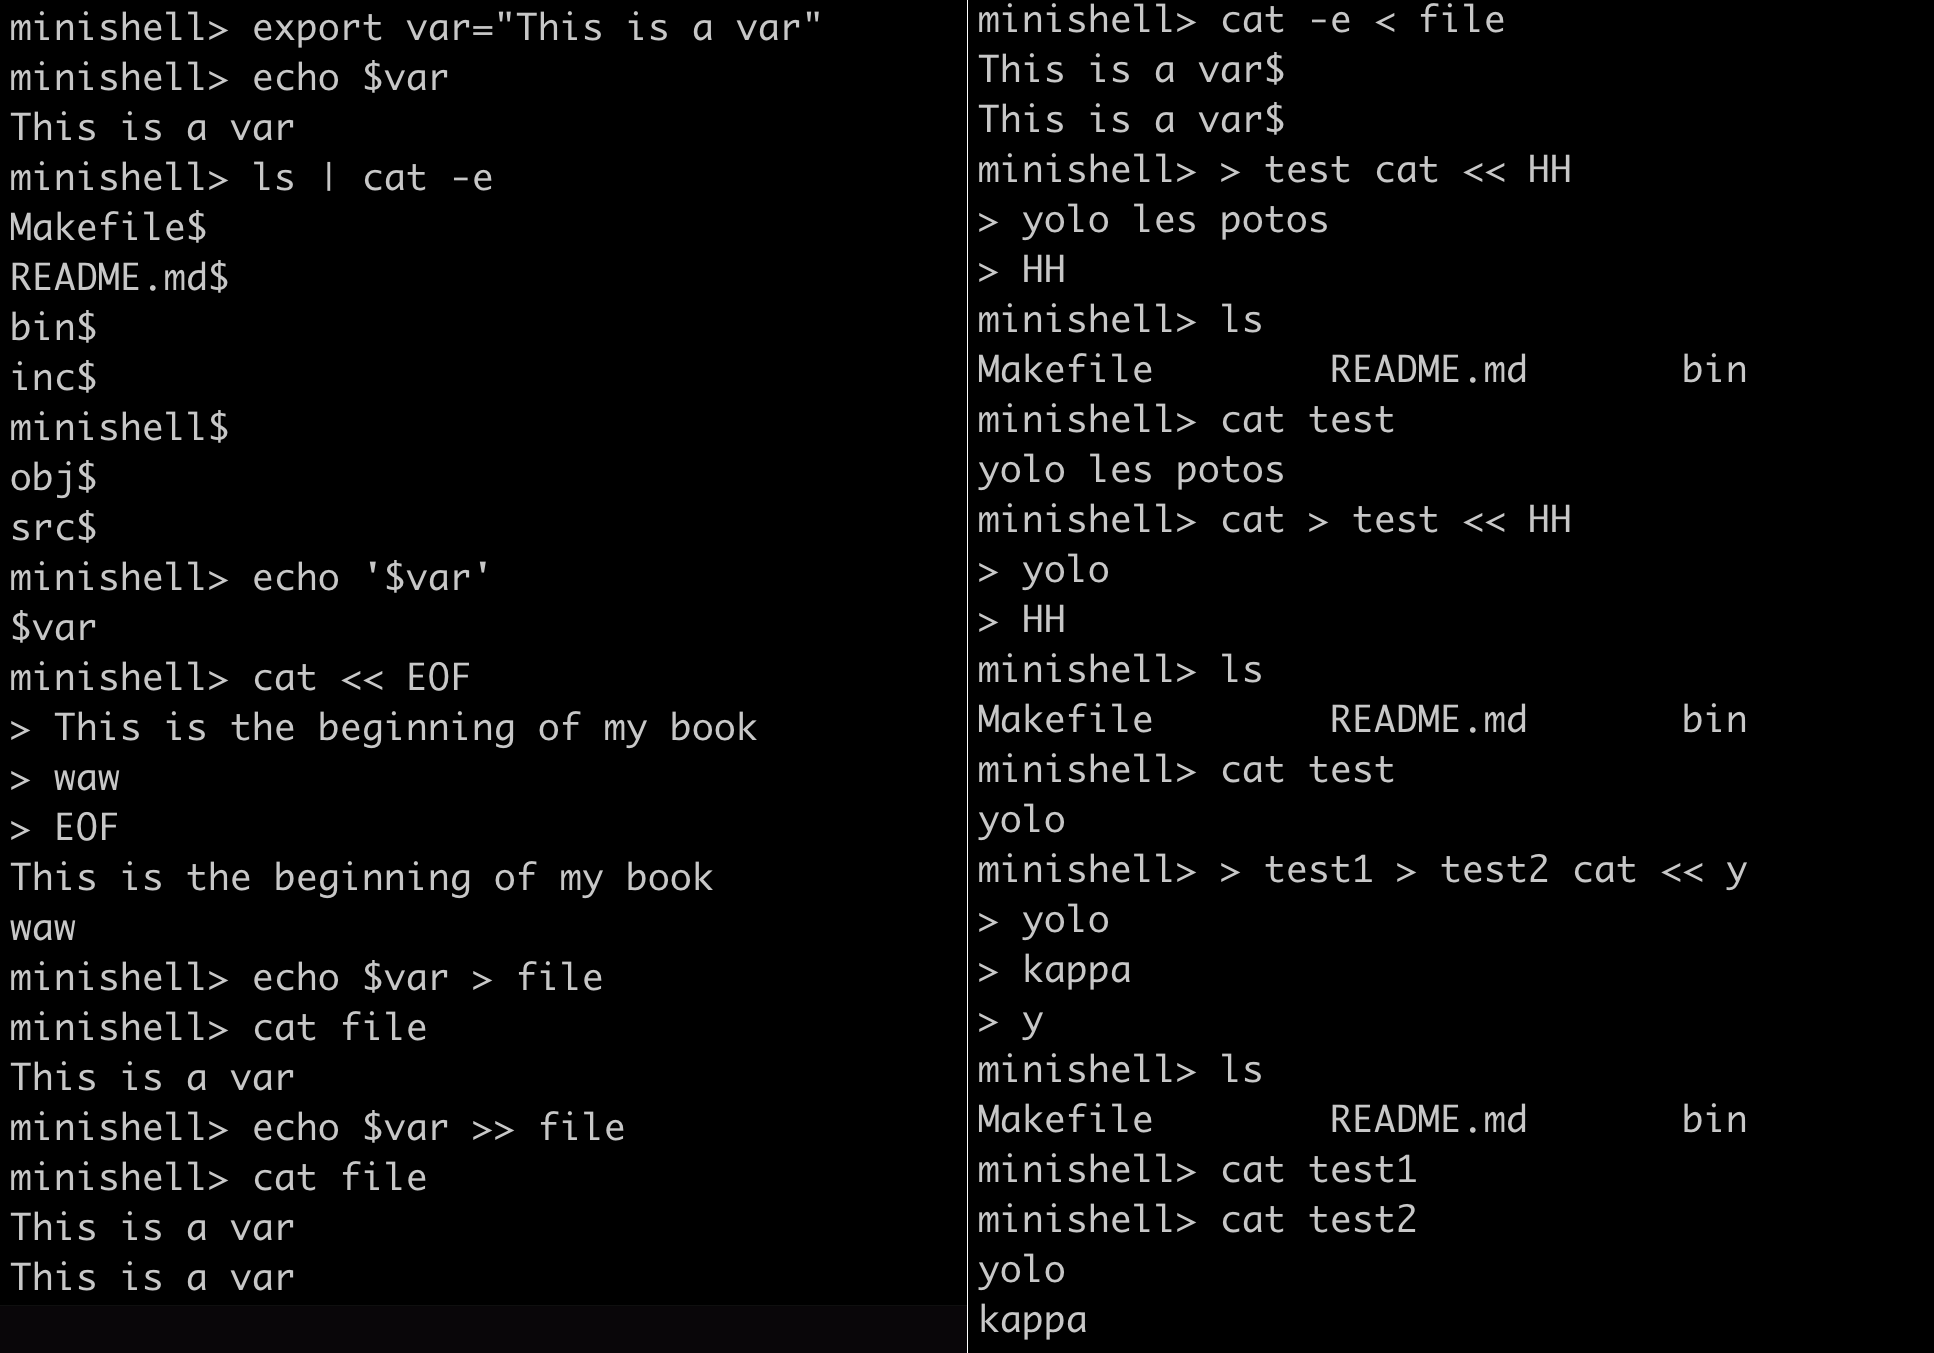 minishell> export var="This is a var"
minishell> echo $var
This is a var
minishell> ls | cat -e
Makefile$
README.md$
bin$
inc$
minishell$
obj$
src$
minishell> echo '$var'
$var
minishell> cat << EOF
> This is the beginning of my book
> waw
> EOF
This is the beginning of my book
waw
minishell> echo $var > file
minishell> cat file
This is a var
minishell> echo $var >> file
minishell> cat file
This is a var
This is a var
minishell> cat -e < file
This is a var$
This is a var$
minishell> > test cat << HH
> yolo les potos
> HH
minishell> ls
Makefile        README.md       bin
minishell> cat test
yolo les potos
minishell> cat > test << HH
> yolo
> HH
minishell> ls
Makefile        README.md       bin
minishell> cat test
yolo
minishell> > test1 > test2 cat << y
> yolo
> kappa
> y
minishell> ls
Makefile        README.md       bin
minishell> cat test1
minishell> cat test2
yolo
kappa